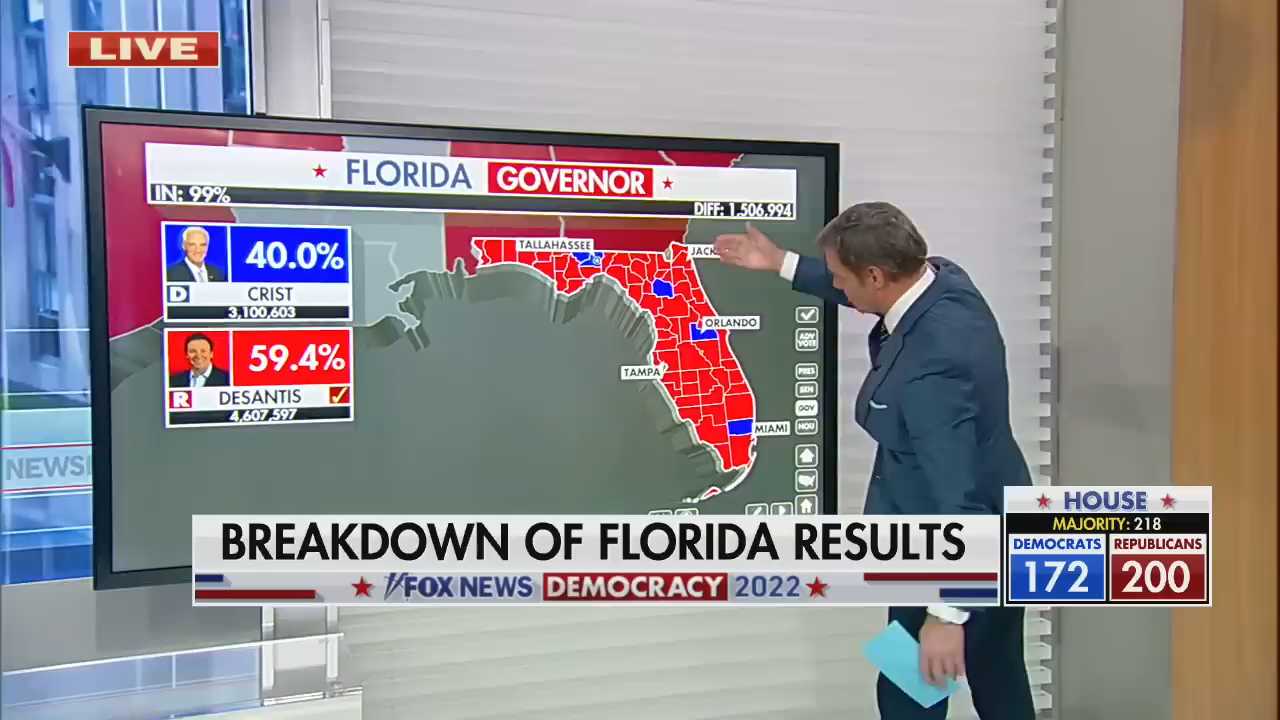 LIVE
FLORIDA GOVERNOR
IN: 99%
DIFF: 1,506,994
40.0%
D
CRIST
3,100,603
59.4%
R
DESANTIS
4,607,597
TALLAHASSEE
JACK
ORLANDO
TAMPA
MIAMI
ADV
VOTE
PRES
SEN
GOV
HOU
NEWS
BREAKDOWN OF FLORIDA RESULTS
FOX NEWS DEMOCRACY 2022
HOUSE
MAJORITY: 218
DEMOCRATS REPUBLICANS
172 200